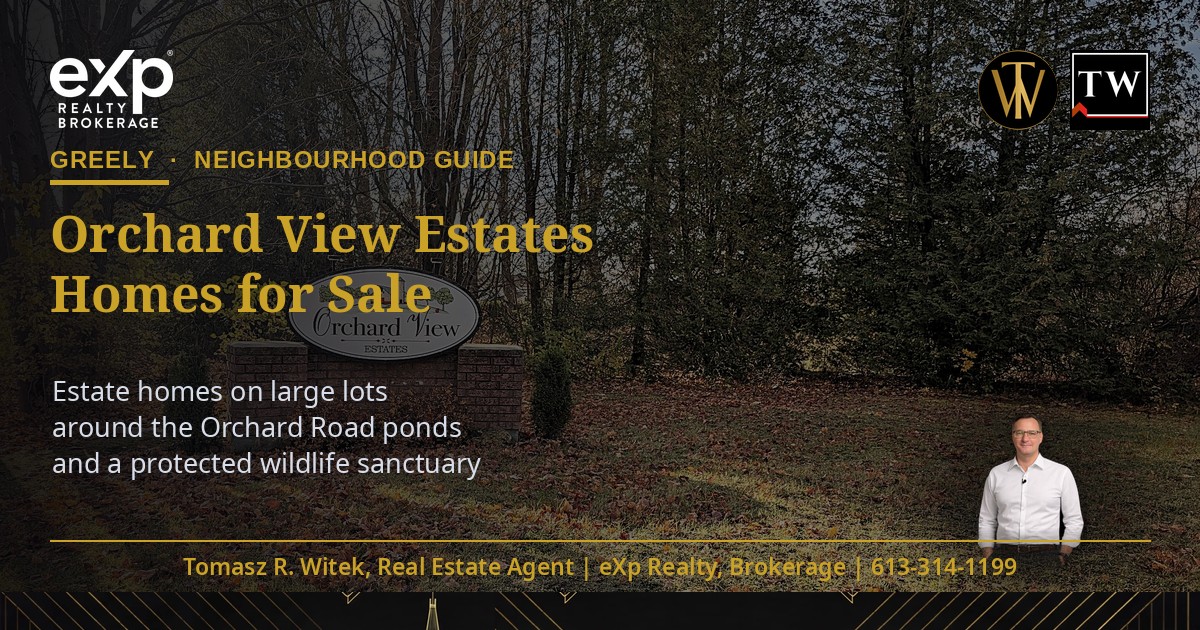 eXp®
REALTY
BROKERAGE
TW
TW
GREELY · NEIGHBOURHOOD GUIDE
Orchard View Estates
Homes for Sale
Orchard View
ESTATES
Estate homes on large lots
around the Orchard Road ponds
and a protected wildlife sanctuary
Tomasz R. Witek, Real Estate Agent | eXp Realty, Brokerage | 613-314-1199